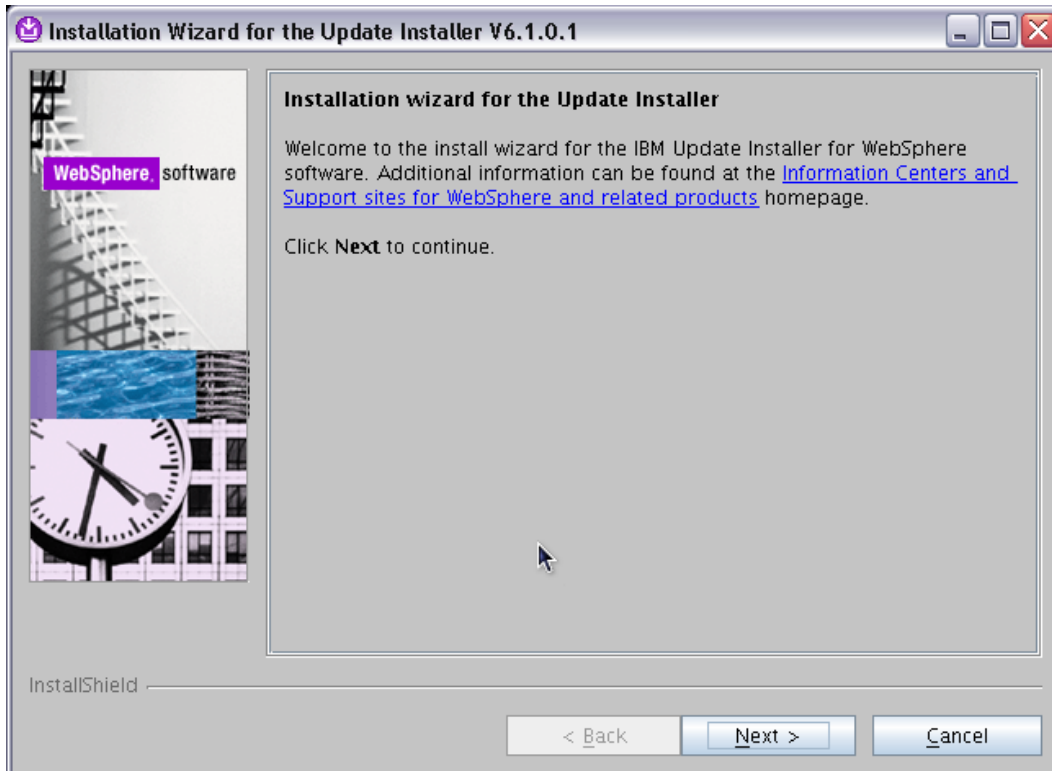 Installation Wizard for the Update Installer V6.1.0.1
WebSphere. software
Installation wizard for the Update Installer
Welcome to the install wizard for the IBM Update Installer for WebSphere
software. Additional information can be found at the Information Centers and
Support sites for WebSphere and related products homepage.
Click Next to continue.
InstallShield
< Back
Next >
Cancel